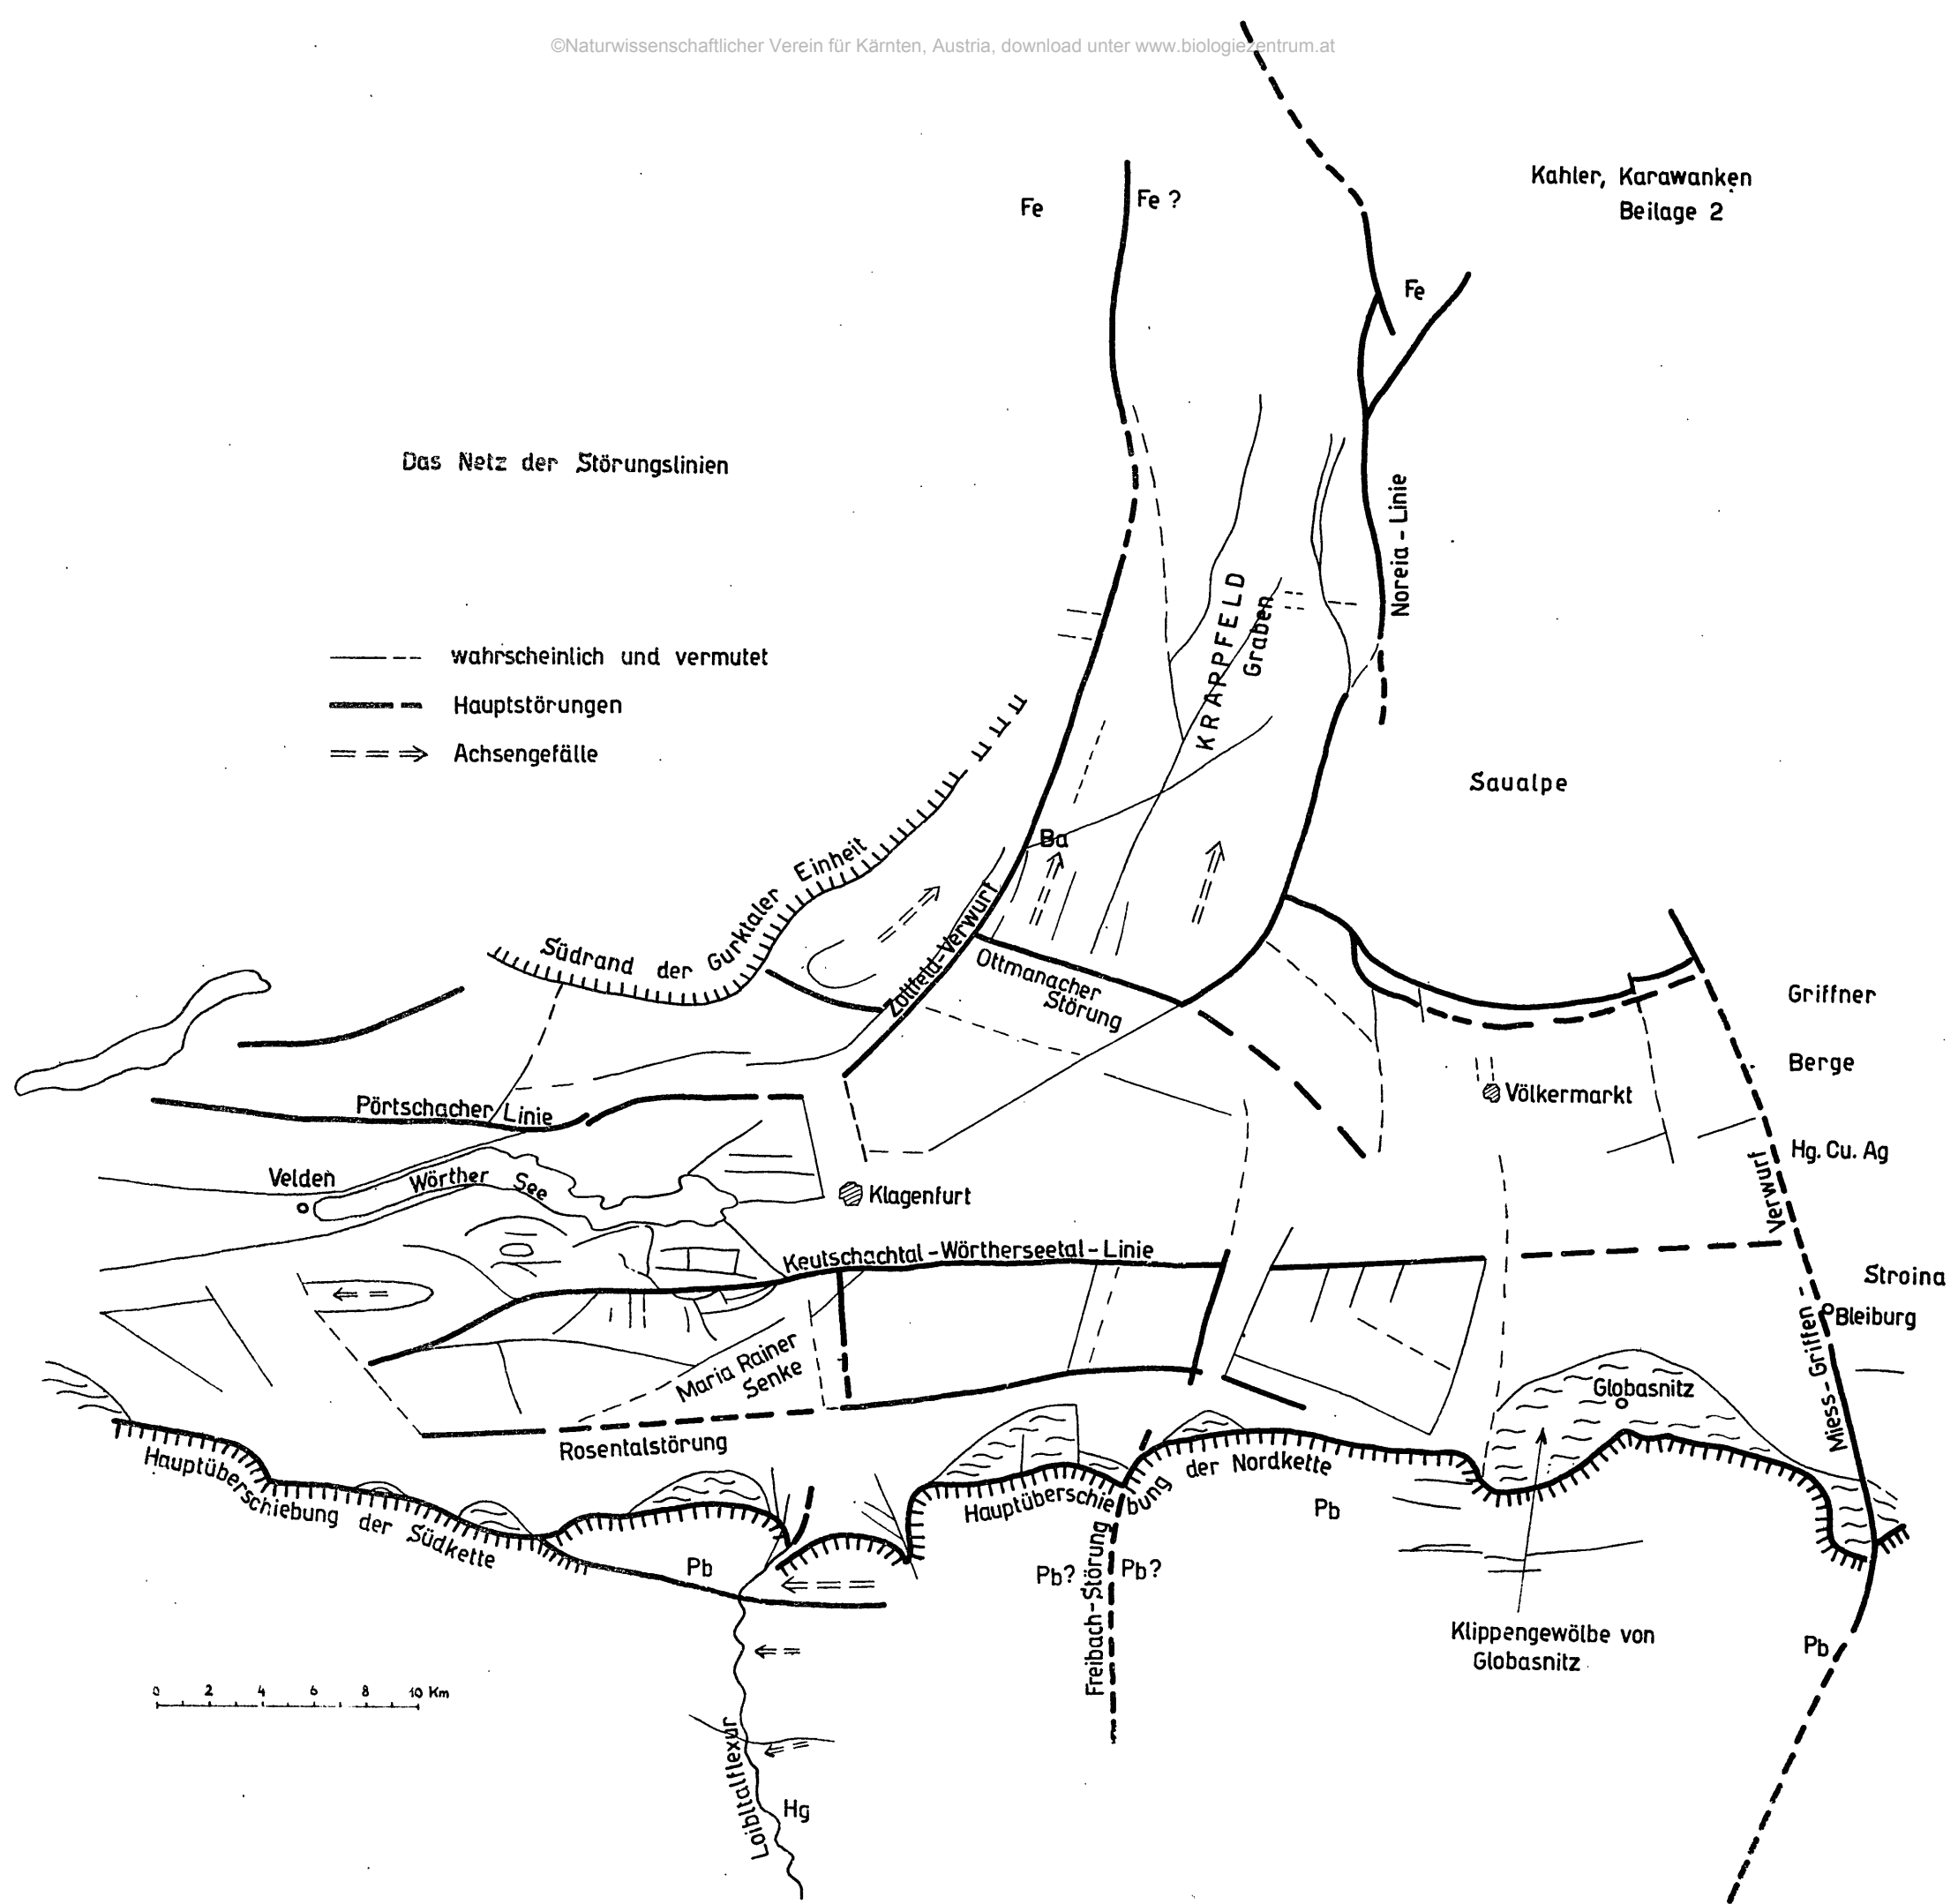 ©Naturwissenschaftlicher Verein für Kärnten, Austria, download unter www.biologiezentrum.at
Kahler, Karawanken
Beilage 2
Fe
Fe ?
Fe
Das Netz der Störungslinien
Noreia - Linie
KRAPPFELD
Graben
wahrscheinlich und vermutet
Hauptstörungen
Achsengefälle
Saualpe
Ba
Südrand der Gurktaler Einheit
Zollfeld-Verwurf
Ottmanacher
Störung
Griffner
Berge
Pörtschacher Linie
Völkermarkt
Hg. Cu. Ag
Velden
Wörther See
Klagenfurt
Keutschachtal - Wörtherseetal - Linie
Stroina
Bleiburg
Miess - Griffen - Verwurf
Maria Rainer
Senke
Globasnitz
Rosentalstörung
Hauptüberschiebung der Südkette
Hauptüberschiebung der Nordkette
Pb
Pb
Pb?
Pb?
Freibach-Störung
Klippengewölbe von
Globasnitz
Pb
0 2 4 6 8 10 Km
Loibltalflexur
Hg